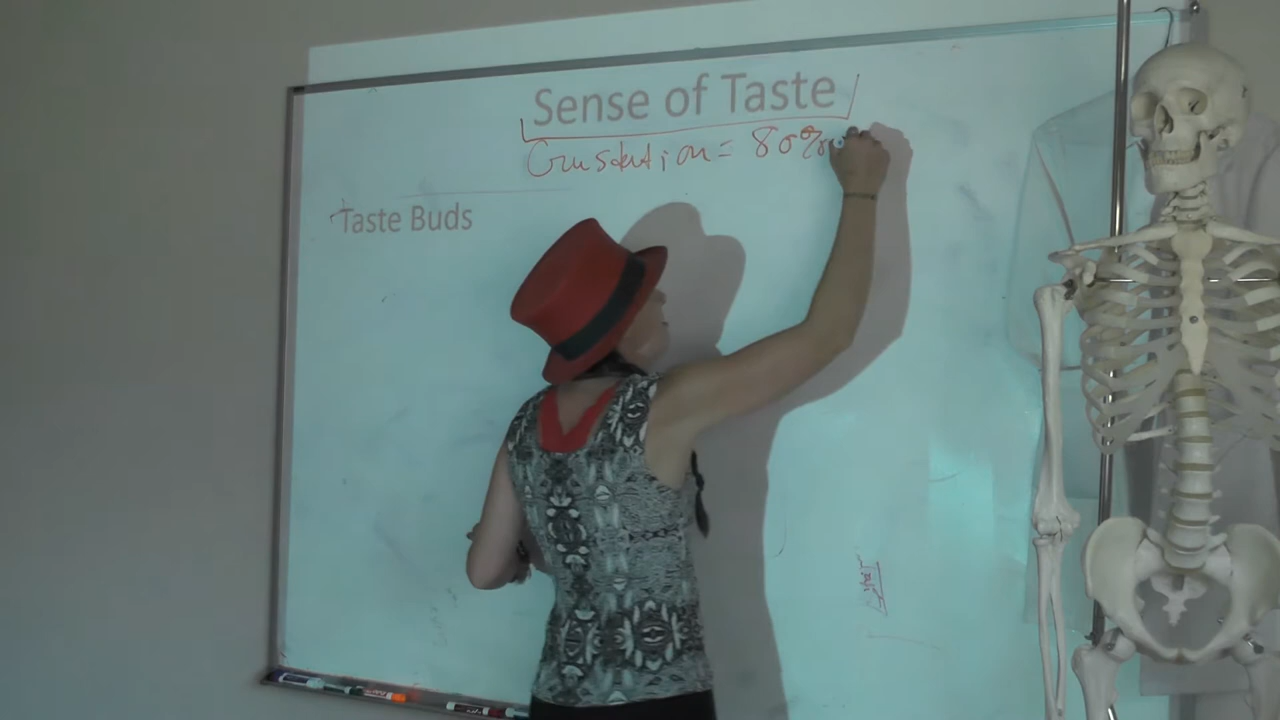 Sense of Taste
Gustation = 80%
Taste Buds